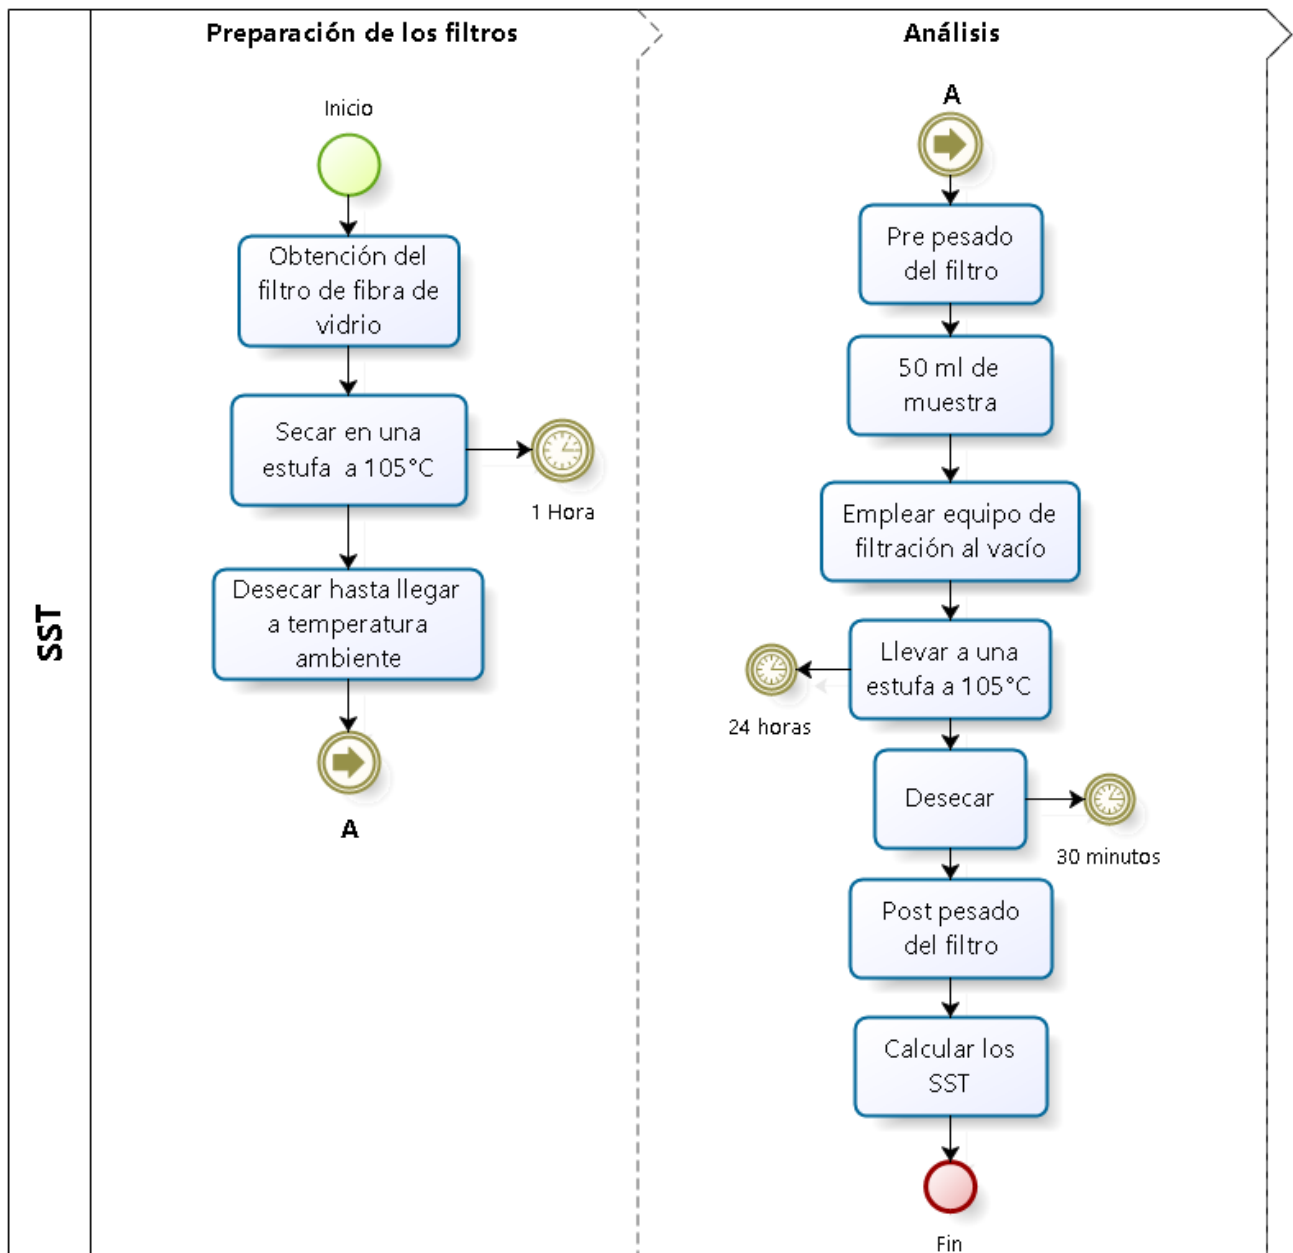 SST
Preparación de los filtros
Inicio
Obtención del
filtro de fibra de
vidrio
Secar en una
estufa a 105°C
1 Hora
Desecar hasta llegar
a temperatura
ambiente
A
Análisis
A
Pre pesado
del filtro
50 ml de
muestra
Emplear equipo de
filtración al vacío
Llevar a una
estufa a 105°C
24 horas
Desecar
30 minutos
Post pesado
del filtro
Calcular los
SST
Fin